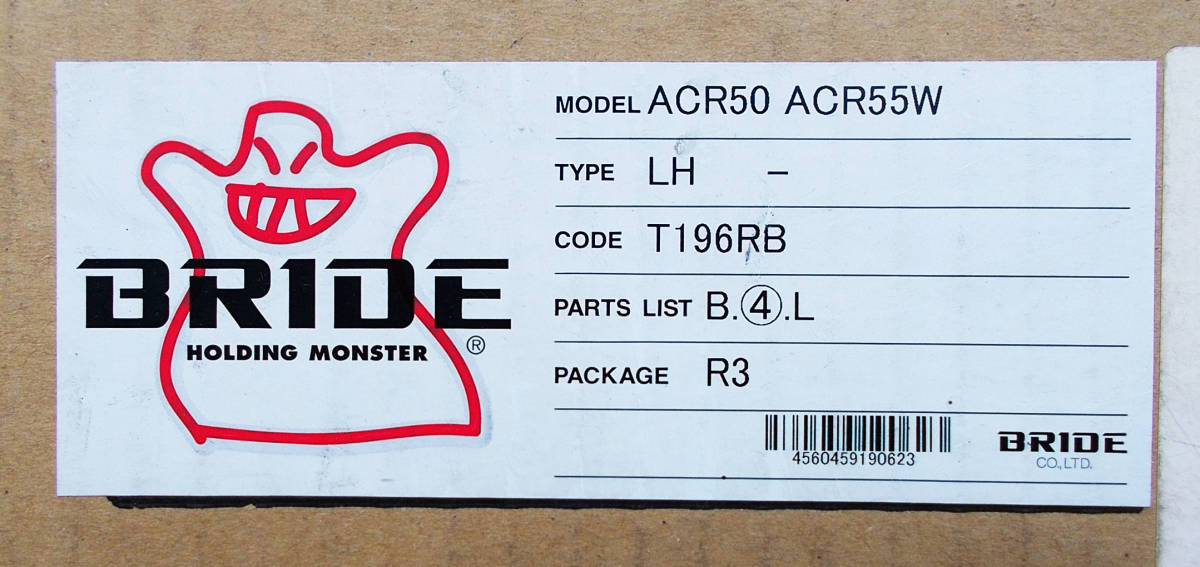 BRIDE
HOLDING MONSTER ®
MODEL ACR50 ACR55W
TYPE LH -
CODE T196RB
PARTS LIST B.④.L
PACKAGE R3
4560459190623
BRIDE
CO.,LTD.